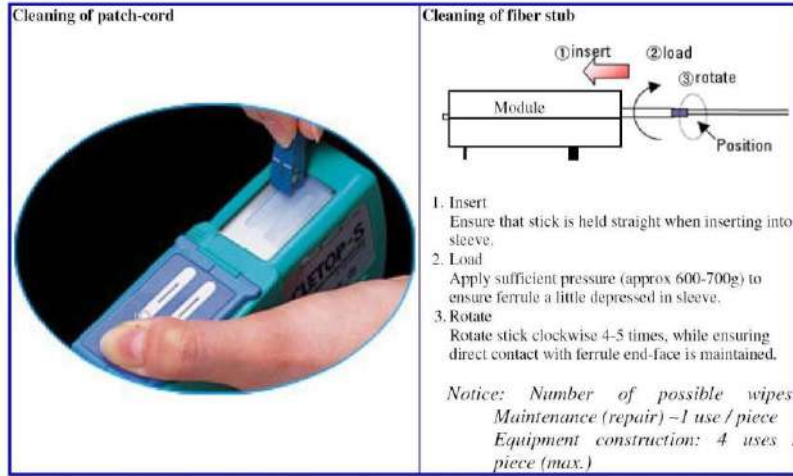 Cleaning of patch-cord
CLETOP-S
Cleaning of fiber stub
①insert
②load
③rotate
Module
Position
1. Insert
Ensure that stick is held straight when inserting into
sleeve.
2. Load
Apply sufficient pressure (approx 600-700g) to
ensure ferrule a little depressed in sleeve.
3. Rotate
Rotate stick clockwise 4-5 times, while ensuring
direct contact with ferrule end-face is maintained.
Notice: Number of possible wipes
Maintenance (repair) ~1 use / piece
Equipment construction: 4 uses
piece (max.)